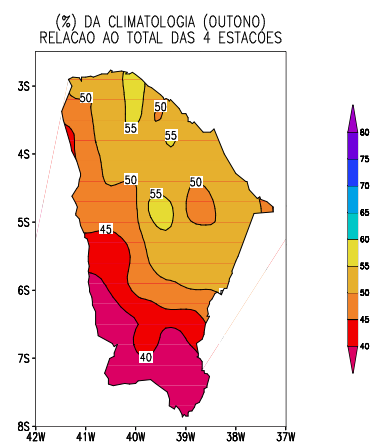 (%) DA CLIMATOLOGIA (OUTONO)
RELACAO AO TOTAL DAS 4 ESTACOES
3S
4S
5S
6S
7S
8S
42W 41W 40W 39W 38W 37W
50
50
55
55
50
55
50
45
40
80
75
70
65
60
55
50
45
40